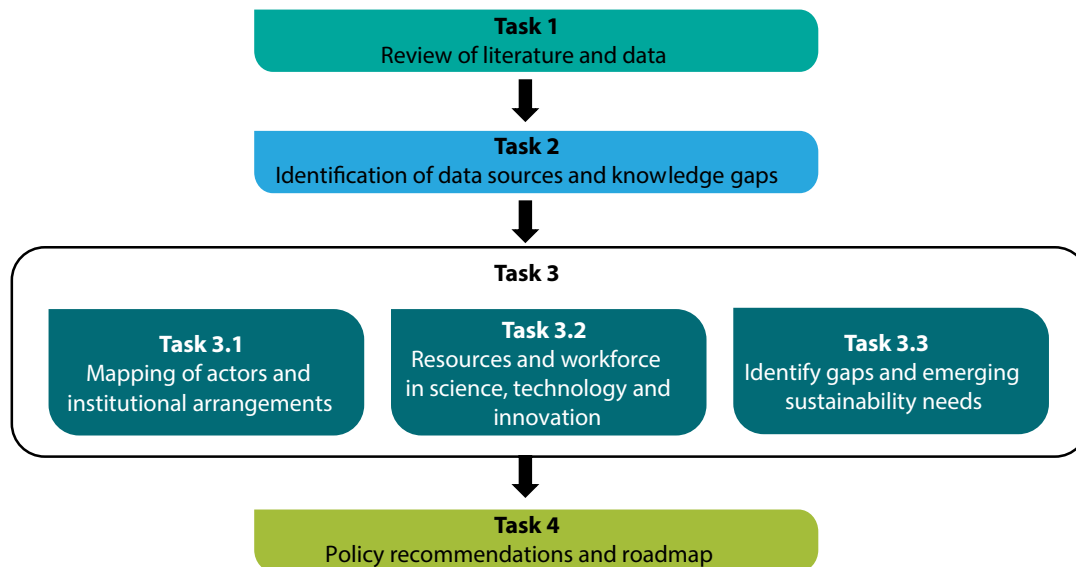 Task 1
Review of literature and data
Task 2
Identification of data sources and knowledge gaps
Task 3
Task 3.1
Mapping of actors and
institutional arrangements
Task 3.2
Resources and workforce
in science, technology and
innovation
Task 3.3
Identify gaps and emerging
sustainability needs
Task 4
Policy recommendations and roadmap